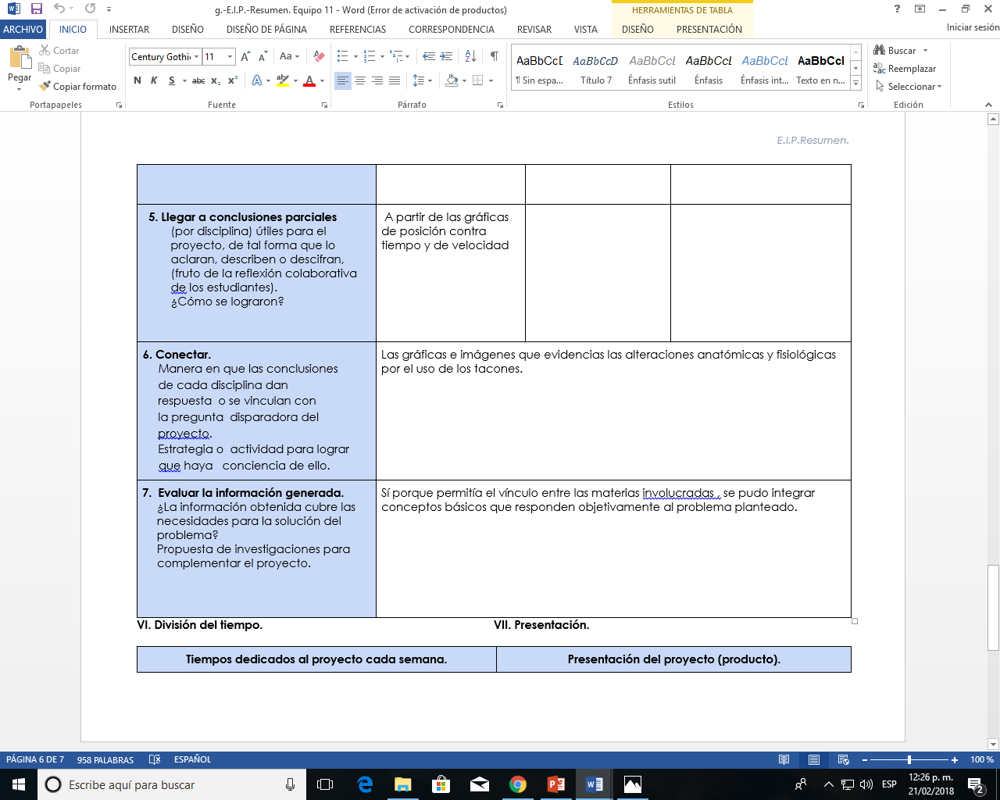 g.-E.I.P.-Resumen. Equipo 11 - Word (Error de activación de productos)
HERRAMIENTAS DE TABLA
ARCHIVO INICIO INSERTAR DISEÑO DISEÑO DE PÁGINA REFERENCIAS CORRESPONDENCIA REVISAR VISTA DISEÑO PRESENTACIÓN Iniciar sesión
Pegar
Cortar
Copiar
Copiar formato
Portapapeles
Century Gothi 11
N K S abc x₂ x²
Fuente
Párrafo
AaBbCcD AaBbCcD AaBbCcL AaBbCcL AaBbCcL AaBbCcl
¶ Sin espa... Título 7 Énfasis sutil Énfasis Énfasis int... Texto en n...
Estilos
Buscar
Reemplazar
Seleccionar
Edición
E.I.P.Resumen.
5. Llegar a conclusiones parciales
(por disciplina) útiles para el
proyecto, de tal forma que lo
aclaran, describen o descifran,
(fruto de la reflexión colaborativa
de los estudiantes).
¿Cómo se lograron?
A partir de las gráficas
de posición contra
tiempo y de velocidad
6. Conectar.
Manera en que las conclusiones
de cada disciplina dan
respuesta o se vinculan con
la pregunta disparadora del
proyecto.
Estrategia o actividad para lograr
que haya conciencia de ello.
Las gráficas e imágenes que evidencias las alteraciones anatómicas y fisiológicas
por el uso de los tacones.
7. Evaluar la información generada.
¿La información obtenida cubre las
necesidades para la solución del
problema?
Propuesta de investigaciones para
complementar el proyecto.
Sí porque permitía el vínculo entre las materias involucradas , se pudo integrar
conceptos básicos que responden objetivamente al problema planteado.
VI. División del tiempo.
VII. Presentación.
Tiempos dedicados al proyecto cada semana.
Presentación del proyecto (producto).
PÁGINA 6 DE 7 958 PALABRAS ESPAÑOL 100 %
Escribe aquí para buscar
ESP
12:26 p. m.
21/02/2018
2